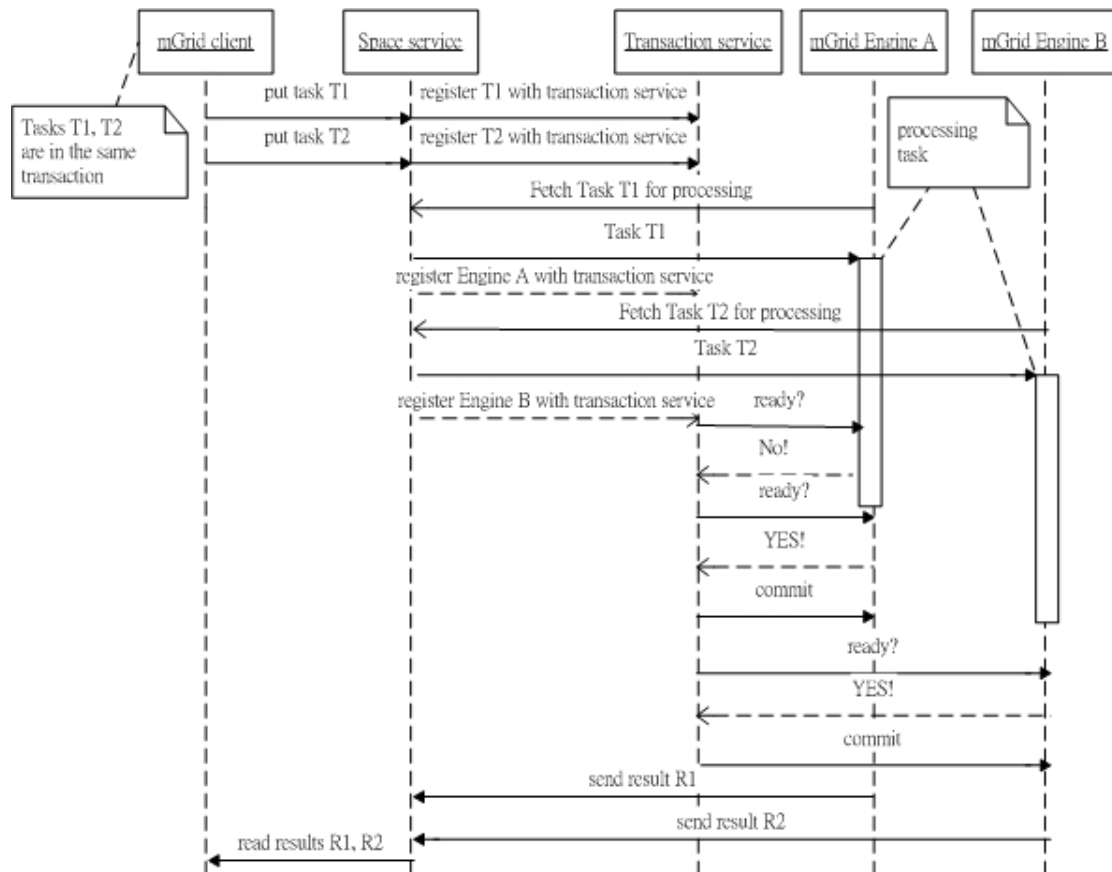 mGrid client
Space service
Transaction service
mGrid Engine A
mGrid Engine B
Tasks T1, T2
are in the same
transaction
put task T1
register T1 with transaction service
processing
task
put task T2
register T2 with transaction service
Fetch Task T1 for processing
Task T1
register Engine A with transaction service
Fetch Task T2 for processing
Task T2
register Engine B with transaction service
ready?
No!
ready?
YES!
commit
ready?
YES!
commit
send result R1
send result R2
read results R1, R2